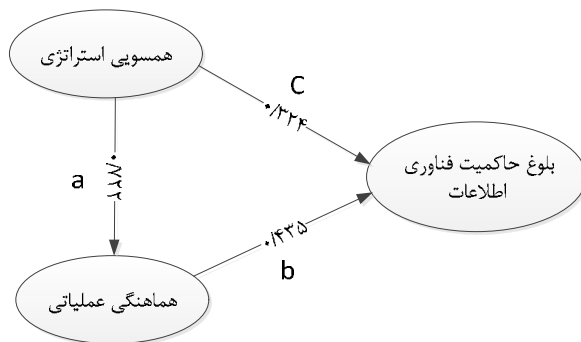 همسویی استراتژی
C
۰/۳۲۴
a
۰/۷۲۲
بلوغ حاکمیت فناوری
اطلاعات
۰/۴۳۵
b
هماهنگی عملیاتی